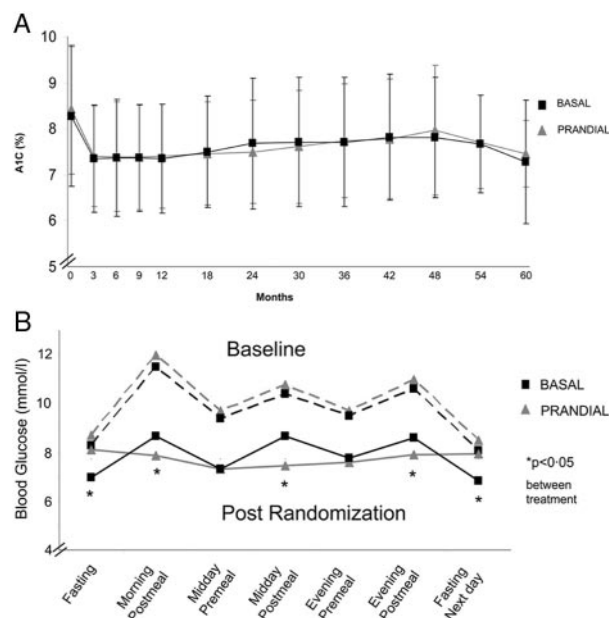 A
10
9
8
7
6
5
A1C (%)
BASAL
PRANDIAL
0 3 6 9 12 18 24 30 36 42 48 54 60
Months
B
12
10
8
6
4
Blood Glucose (mmol/l)
Baseline
BASAL
PRANDIAL
*p<0·05
between
treatment
* * * * *
Post Randomization
Fasting
Morning
Postmeal
Midday
Premeal
Midday
Postmeal
Evening
Premeal
Evening
Postmeal
Fasting
Next day